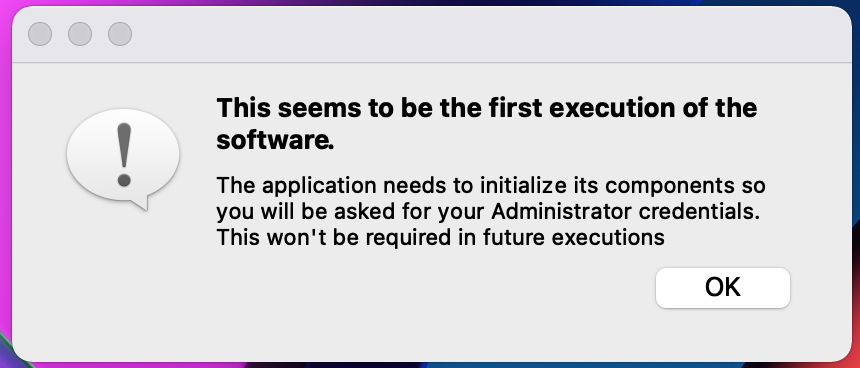 This seems to be the first execution of the
software.
The application needs to initialize its components so
you will be asked for your Administrator credentials.
This won't be required in future executions
OK